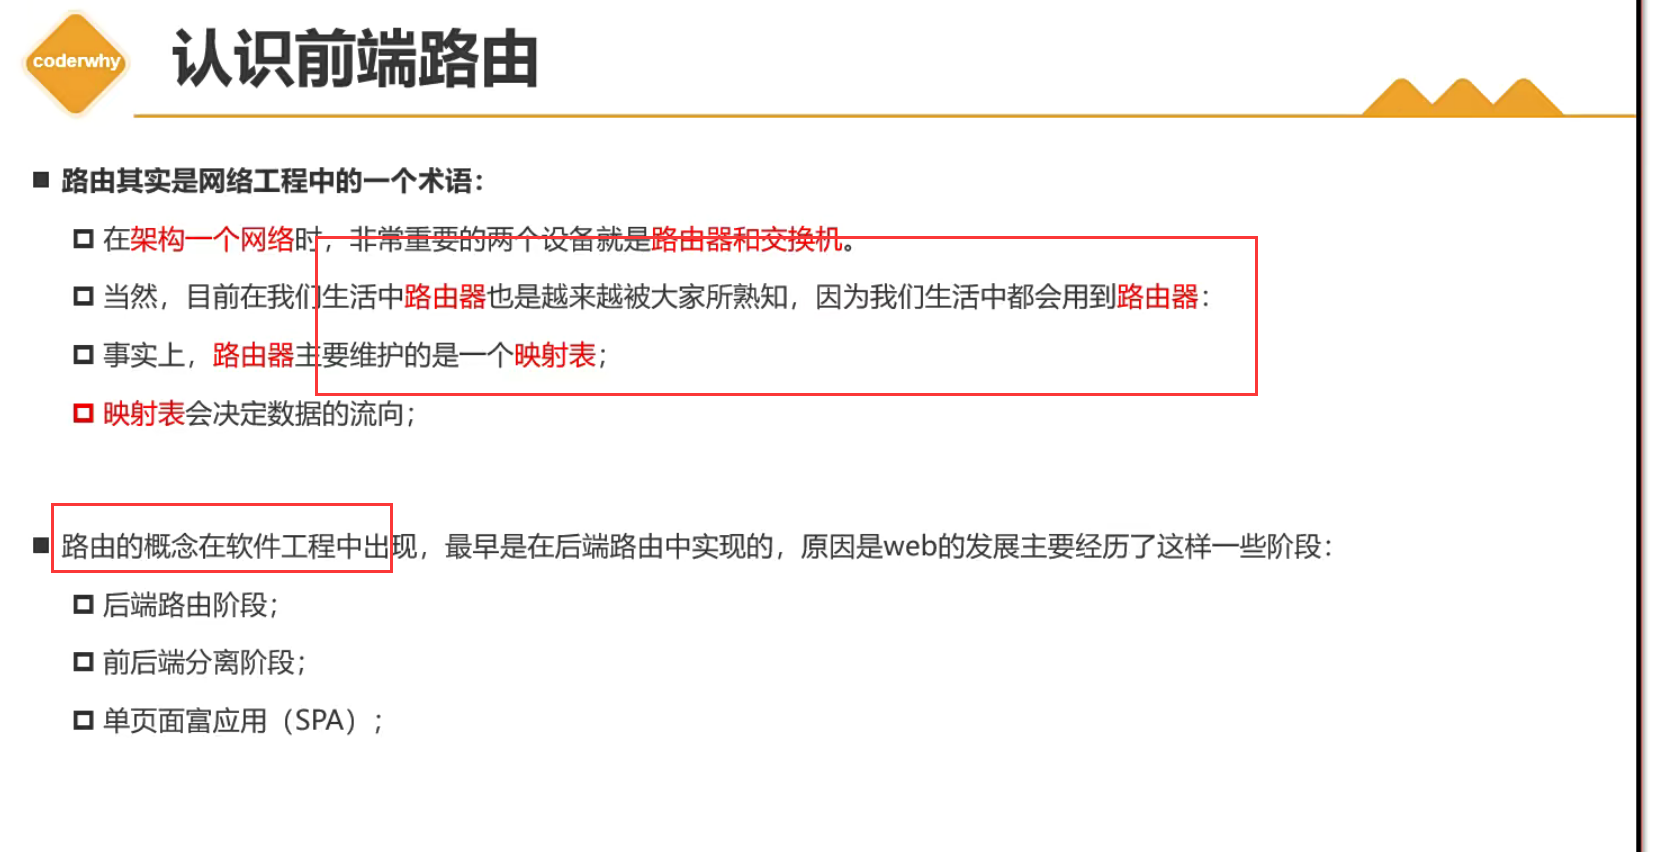 coderwhy
认识前端路由
路由其实是网络工程中的一个术语：
在架构一个网络时，非常重要的两个设备就是路由器和交换机。
当然，目前在我们生活中路由器也是越来越被大家所熟知，因为我们生活中都会用到路由器：
事实上，路由器主要维护的是一个映射表；
映射表会决定数据的流向；
路由的概念在软件工程中出现，最早是在后端路由中实现的，原因是web的发展主要经历了这样一些阶段：
后端路由阶段；
前后端分离阶段；
单页面富应用（SPA）；